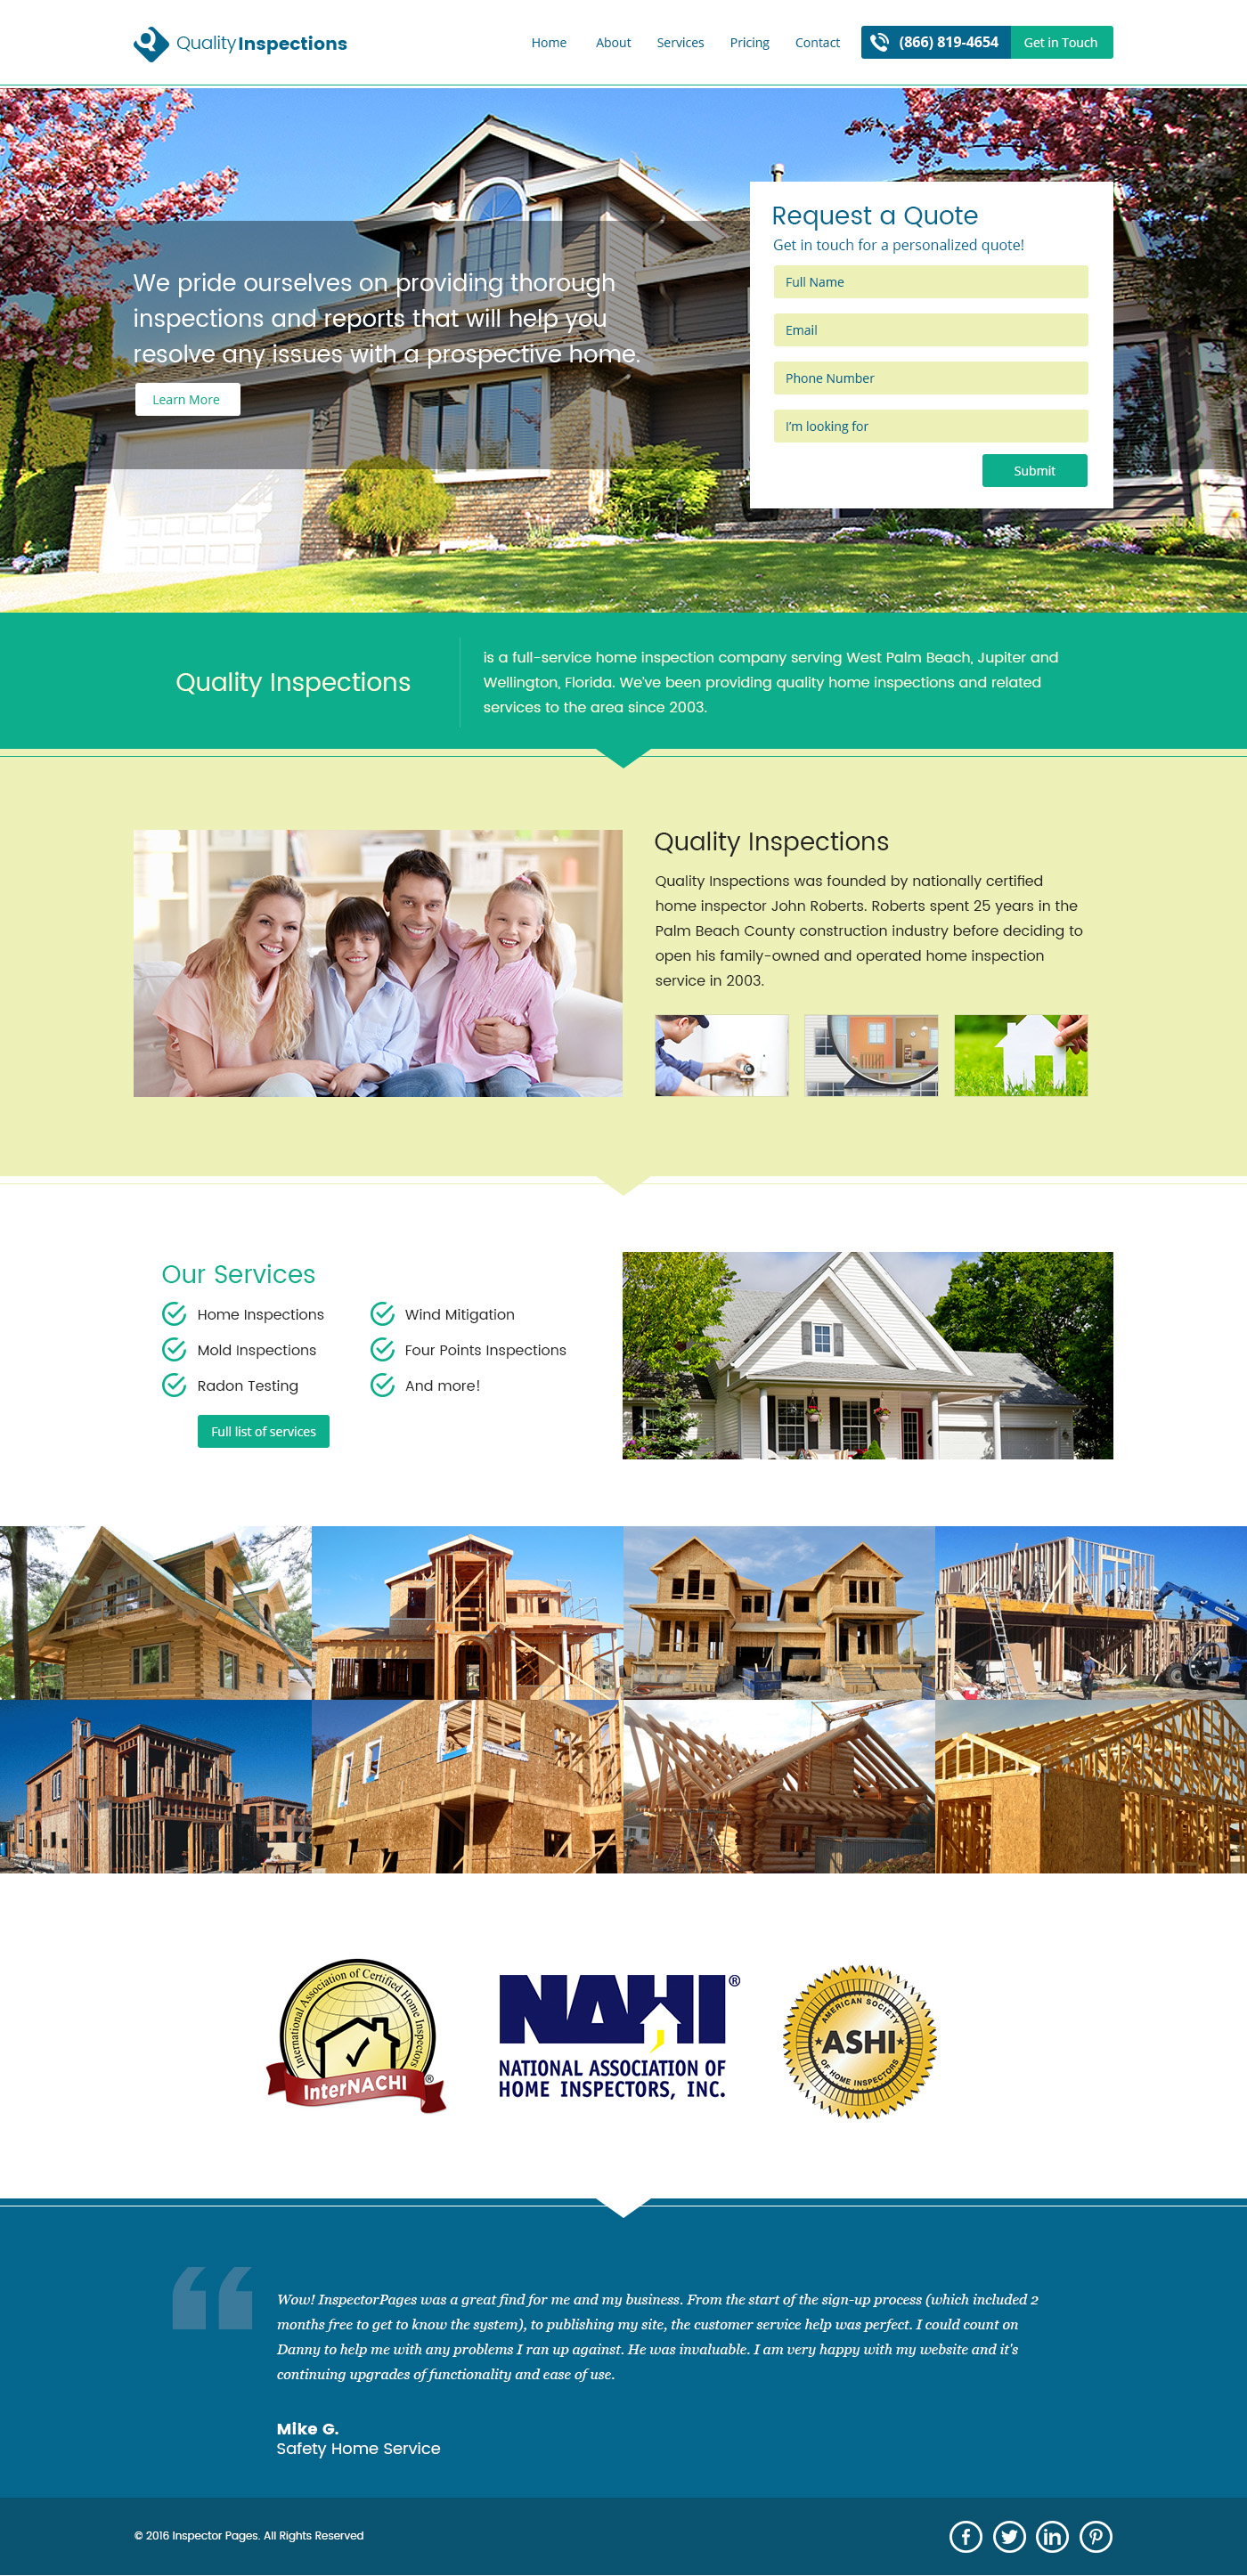 Quality Inspections
Home About Services Pricing Contact
(866) 819-4654
Get in Touch
We pride ourselves on providing thorough
inspections and reports that will help you
resolve any issues with a prospective home.
Learn More
Request a Quote
Get in touch for a personalized quote!
Full Name
Email
Phone Number
I'm looking for
Submit
Quality Inspections
is a full-service home inspection company serving West Palm Beach, Jupiter and
Wellington, Florida. We've been providing quality home inspections and related
services to the area since 2003.
Quality Inspections
Quality Inspections was founded by nationally certified
home inspector John Roberts. Roberts spent 25 years in the
Palm Beach County construction industry before deciding to
open his family-owned and operated home inspection
service in 2003.
Our Services
Home Inspections
Wind Mitigation
Mold Inspections
Four Points Inspections
Radon Testing
And more!
Full list of services
International Association of Certified Home Inspectors
InterNACHI®
NAHI®
NATIONAL ASSOCIATION OF
HOME INSPECTORS, INC.
AMERICAN SOCIETY
ASHI
OF HOME INSPECTORS
Wow! InspectorPages was a great find for me and my business. From the start of the sign-up process (which included 2
months free to get to know the system), to publishing my site, the customer service help was perfect. I could count on
Danny to help me with any problems I ran up against. He was invaluable. I am very happy with my website and it's
continuing upgrades of functionality and ease of use.
Mike G.
Safety Home Service
© 2016 Inspector Pages. All Rights Reserved